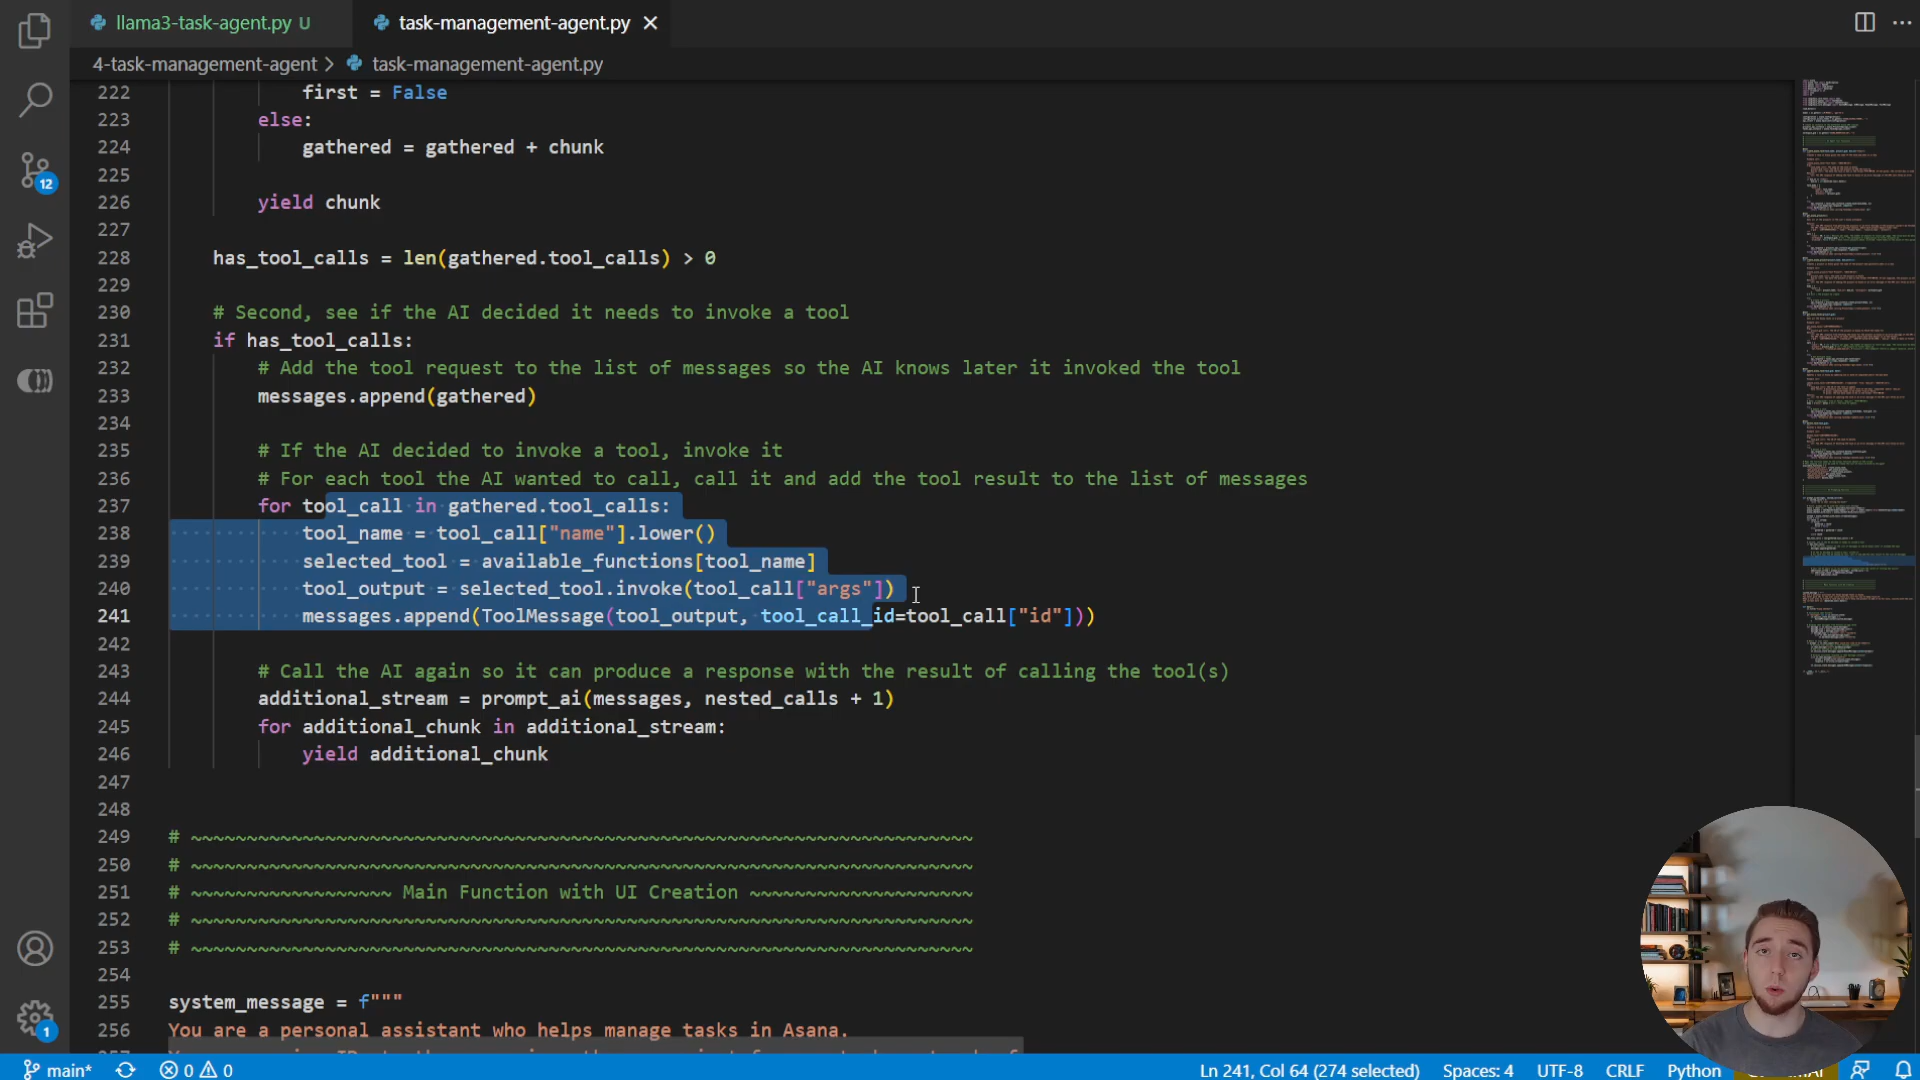 llama3-task-agent.py U
task-management-agent.py
4-task-management-agent > task-management-agent.py
222 first = False
223 else:
224 gathered = gathered + chunk
225
226 yield chunk
227
228 has_tool_calls = len(gathered.tool_calls) > 0
229
230 # Second, see if the AI decided it needs to invoke a tool
231 if has_tool_calls:
232 # Add the tool request to the list of messages so the AI knows later it invoked the tool
233 messages.append(gathered)
234
235 # If the AI decided to invoke a tool, invoke it
236 # For each tool the AI wanted to call, call it and add the tool result to the list of messages
237 for tool_call in gathered.tool_calls:
238 tool_name = tool_call["name"].lower()
239 selected_tool = available_functions[tool_name]
240 tool_output = selected_tool.invoke(tool_call["args"])
241 messages.append(ToolMessage(tool_output, tool_call_id=tool_call["id"]))
242
243 # Call the AI again so it can produce a response with the result of calling the tool(s)
244 additional_stream = prompt_ai(messages, nested_calls + 1)
245 for additional_chunk in additional_stream:
246 yield additional_chunk
247
248
249 # ~~~~~~~~~~~~~~~~~~~~~~~~~~~~~~~~~~~~~~~~~~~~~~~~~~~~~~~~~~~~~~~~~~~~~~
250 # ~~~~~~~~~~~~~~~~~~~~~~~~~~~~~~~~~~~~~~~~~~~~~~~~~~~~~~~~~~~~~~~~~~~~~~
251 # ~~~~~~~~~~~~~~~~~~ Main Function with UI Creation ~~~~~~~~~~~~~~~~~~~~
252 # ~~~~~~~~~~~~~~~~~~~~~~~~~~~~~~~~~~~~~~~~~~~~~~~~~~~~~~~~~~~~~~~~~~~~~~
253 # ~~~~~~~~~~~~~~~~~~~~~~~~~~~~~~~~~~~~~~~~~~~~~~~~~~~~~~~~~~~~~~~~~~~~~~
254
255 system_message = f"""
256 You are a personal assistant who helps manage tasks in Asana.
12
1
main* 0 0 Ln 241, Col 64 (274 selected) Spaces: 4 UTF-8 CRLF Python